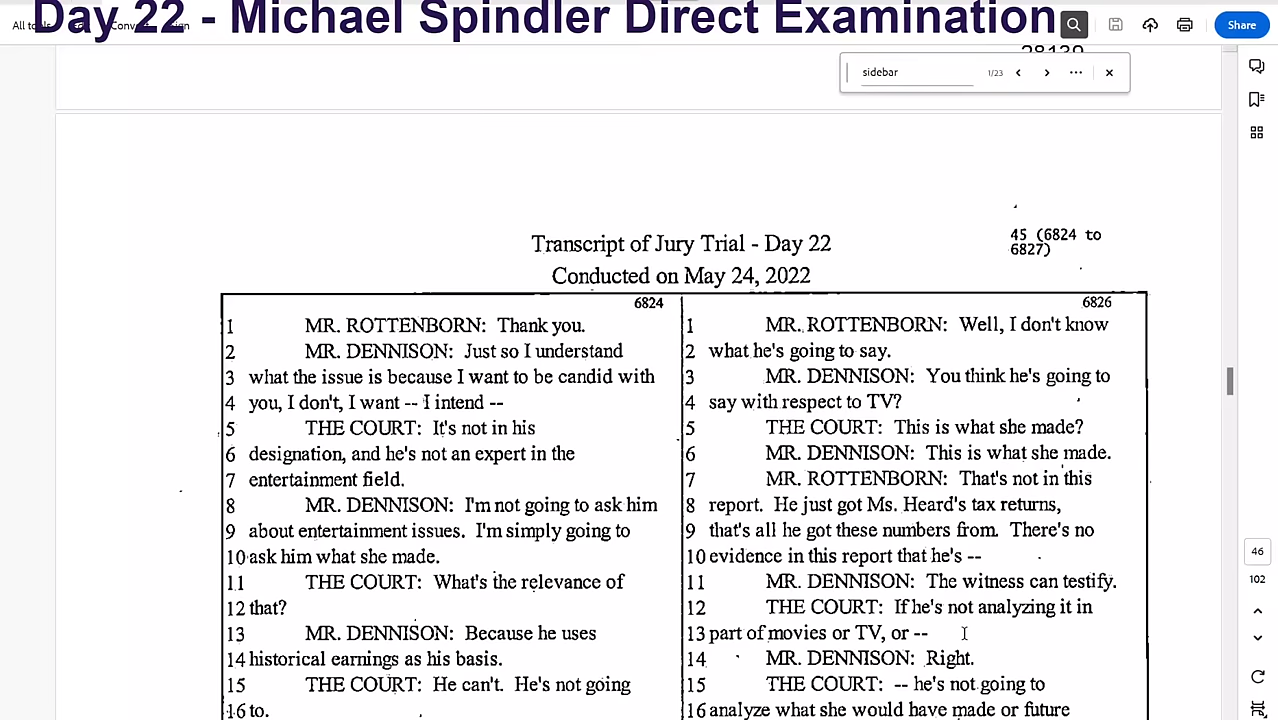 Day 22 - Michael Spindler Direct Examination
Share
sidebar
1/23
Transcript of Jury Trial - Day 22
Conducted on May 24, 2022
45 (6824 to
6827)
6824
1 MR. ROTTENBORN: Thank you.
2 MR. DENNISON: Just so I understand
3 what the issue is because I want to be candid with
4 you, I don't, I want -- I intend --
5 THE COURT: It's not in his
6 designation, and he's not an expert in the
7 entertainment field.
8 MR. DENNISON: I'm not going to ask him
9 about entertainment issues. I'm simply going to
10 ask him what she made.
11 THE COURT: What's the relevance of
12 that?
13 MR. DENNISON: Because he uses
14 historical earnings as his basis.
15 THE COURT: He can't. He's not going
16 to.
6826
1 MR. ROTTENBORN: Well, I don't know
2 what he's going to say.
3 MR. DENNISON: You think he's going to
4 say with respect to TV?
5 THE COURT: This is what she made?
6 MR. DENNISON: This is what she made.
7 MR. ROTTENBORN: That's not in this
8 report. He just got Ms. Heard's tax returns,
9 that's all he got these numbers from. There's no
10 evidence in this report that he's --
11 MR. DENNISON: The witness can testify.
12 THE COURT: If he's not analyzing it in
13 part of movies or TV, or --
14 MR. DENNISON: Right.
15 THE COURT: -- he's not going to
16 analyze what she would have made or future
46
102